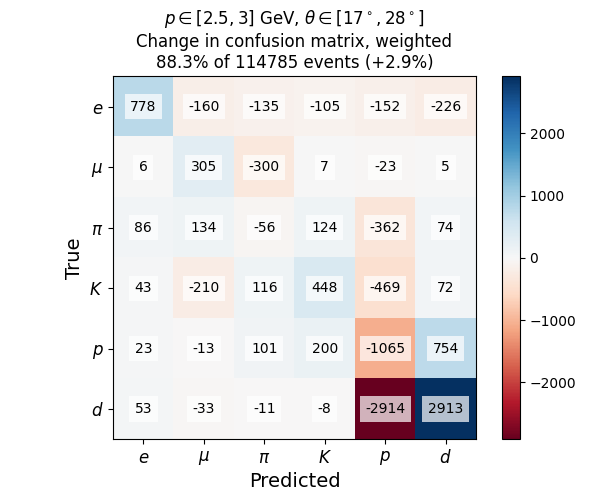 p ∈ [2.5, 3] GeV, θ ∈ [17°, 28°]
Change in confusion matrix, weighted
88.3% of 114785 events (+2.9%)
e 778 -160 -135 -105 -152 -226
μ 6 305 -300 7 -23 5
π 86 134 -56 124 -362 74
K 43 -210 116 448 -469 72
p 23 -13 101 200 -1065 754
d 53 -33 -11 -8 -2914 2913
e μ π K p d
Predicted
True
2000
1000
0
−1000
−2000